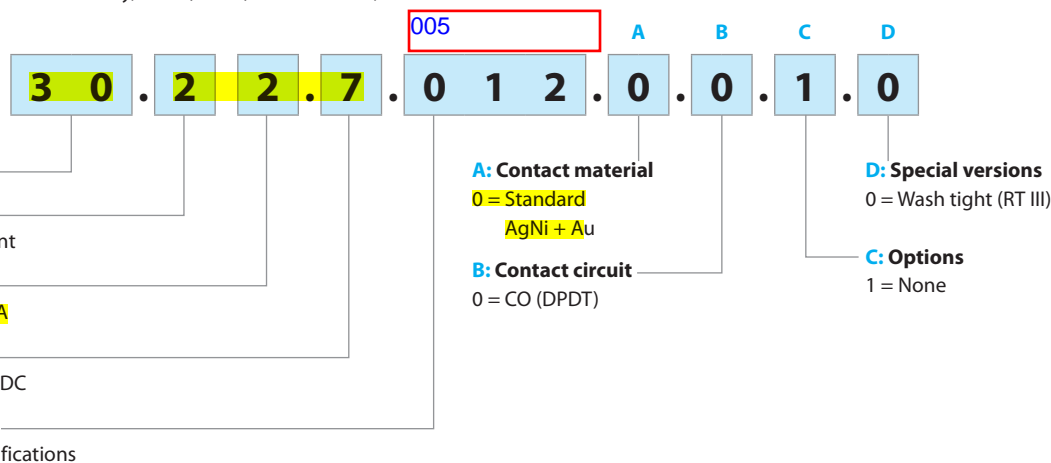 005
A B C D
3 0 . 2 2 . 7 . 0 1 2 . 0 . 0 . 1 . 0
A: Contact material
0 = Standard
AgNi + Au
B: Contact circuit
0 = CO (DPDT)
D: Special versions
0 = Wash tight (RT III)
C: Options
1 = None
nt
A
DC
fications